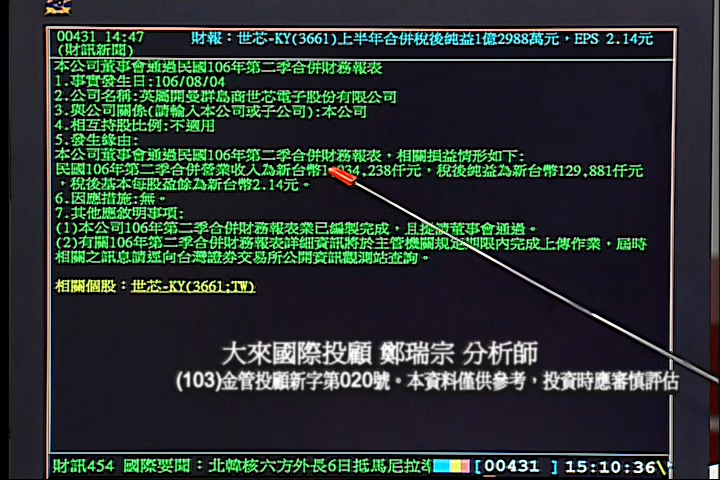 00431 14:47 財報：世芯-KY(3661)上半年合併稅後純益1億2988萬元，EPS 2.14元
(財訊新聞)
本公司董事會通過民國106年第二季合併財務報表
1.事實發生日:106/08/04
2.公司名稱:英屬開曼群島商世芯電子股份有限公司
3.與公司關係(請輸入本公司或子公司):本公司
4.相互持股比例:不適用
5.發生緣由:
本公司董事會通過民國106年第二季合併財務報表，相關損益情形如下:
民國106年第二季合併營業收入為新台幣1 234,238仟元，稅後純益為新台幣129,881仟元
，稅後基本每股盈餘為新台幣2.14元。
6.因應措施:無。
7.其他應敘明事項:
(1)本公司106年第二季合併財務報表業已編製完成，且提請董事會通過。
(2)有關106年第二季合併財務報表詳細資訊將於主管機關規定期限內完成上傳作業，屆時
相關之訊息請逕向台灣證券交易所公開資訊觀測站查詢。
相關個股：世芯-KY(3661;TW)
大來國際投顧 鄭瑞宗 分析師
(103)金管投顧新字第020號。本資料僅供參考，投資時應審慎評估
財訊454 國際要聞：北韓核六方外長6日抵馬尼拉 [00431 ] 15:10:36